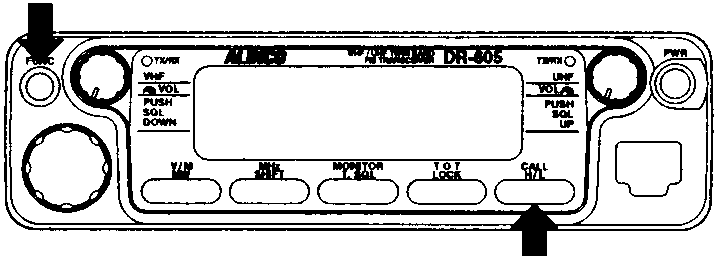 FUNC
TX/RX
ALINCO
VHF / UHF TWIN BAND
FM TRANSCEIVER
DR-605
TX/RX
PWR
VHF
VOL
PUSH
SQL
DOWN
UHF
VOL
PUSH
SQL
UP
V / M
MW
MHz
SHIFT
MONITOR
T. SQL
T O T
LOCK
CALL
H / L